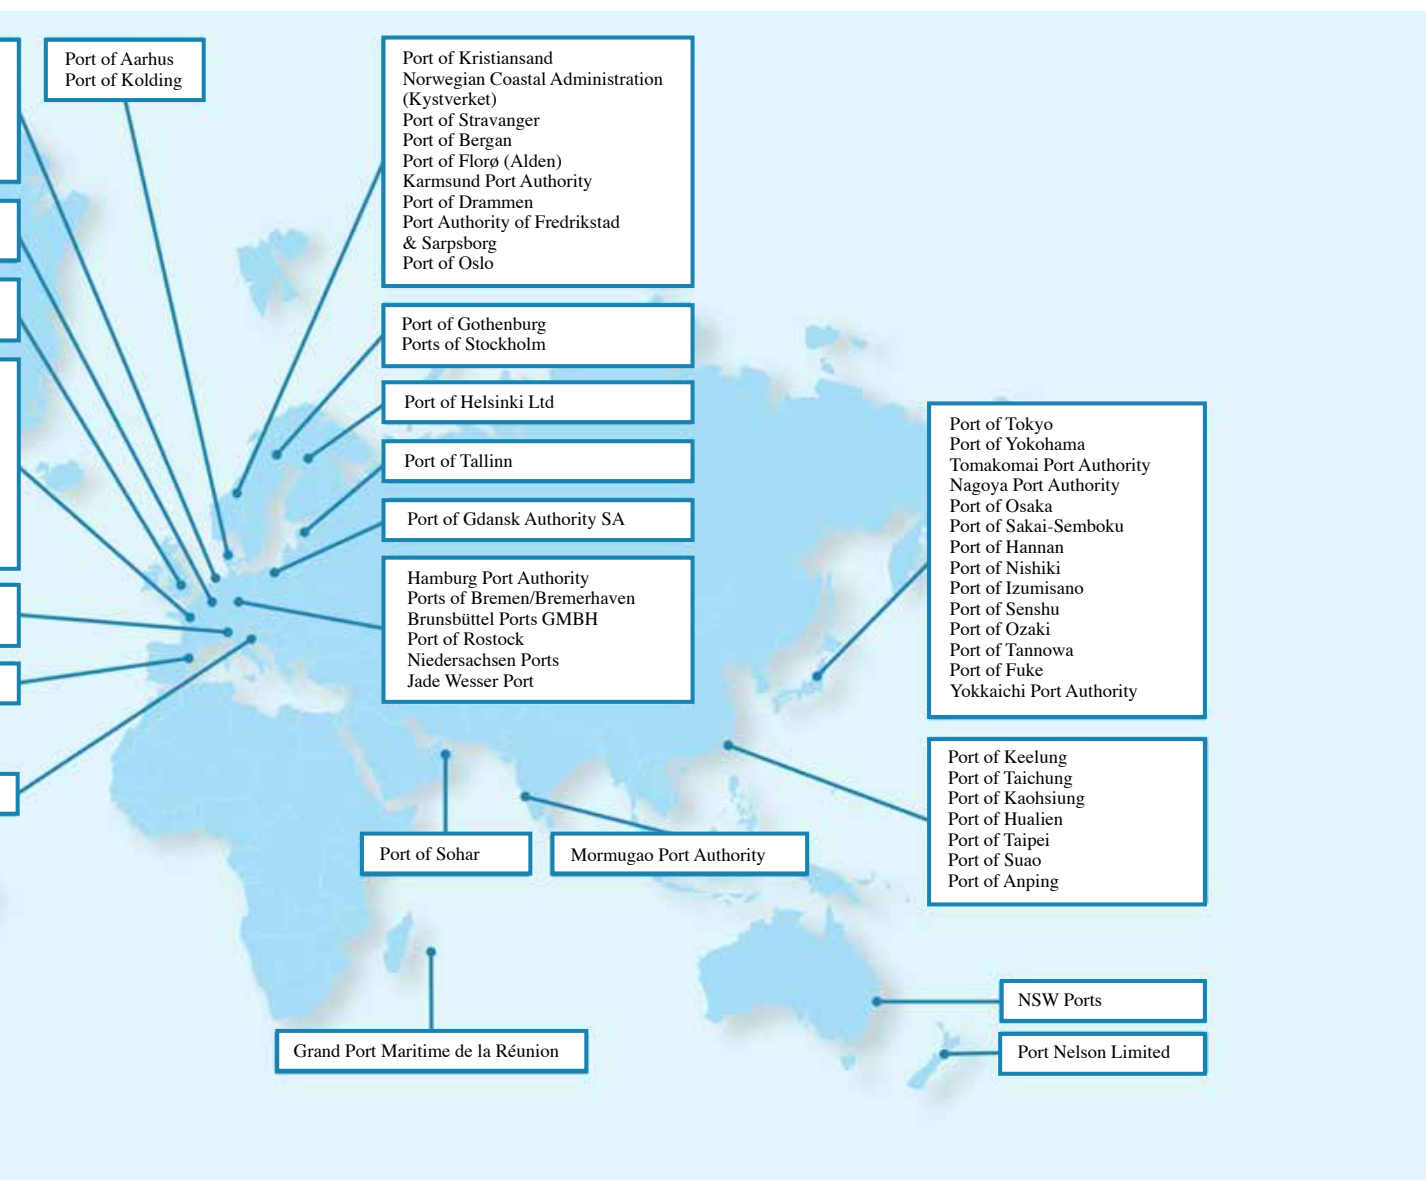 Port of Aarhus
Port of Kolding
Port of Kristiansand
Norwegian Coastal Administration
(Kystverket)
Port of Stravanger
Port of Bergan
Port of Florø (Alden)
Karmsund Port Authority
Port of Drammen
Port Authority of Fredrikstad
& Sarpsborg
Port of Oslo
Port of Gothenburg
Ports of Stockholm
Port of Helsinki Ltd
Port of Tallinn
Port of Gdansk Authority SA
Hamburg Port Authority
Ports of Bremen/Bremerhaven
Brunsbüttel Ports GMBH
Port of Rostock
Niedersachsen Ports
Jade Wesser Port
Port of Tokyo
Port of Yokohama
Tomakomai Port Authority
Nagoya Port Authority
Port of Osaka
Port of Sakai-Semboku
Port of Hannan
Port of Nishiki
Port of Izumisano
Port of Senshu
Port of Ozaki
Port of Tannowa
Port of Fuke
Yokkaichi Port Authority
Port of Keelung
Port of Taichung
Port of Kaohsiung
Port of Hualien
Port of Taipei
Port of Suao
Port of Anping
Port of Sohar
Mormugao Port Authority
NSW Ports
Grand Port Maritime de la Réunion
Port Nelson Limited